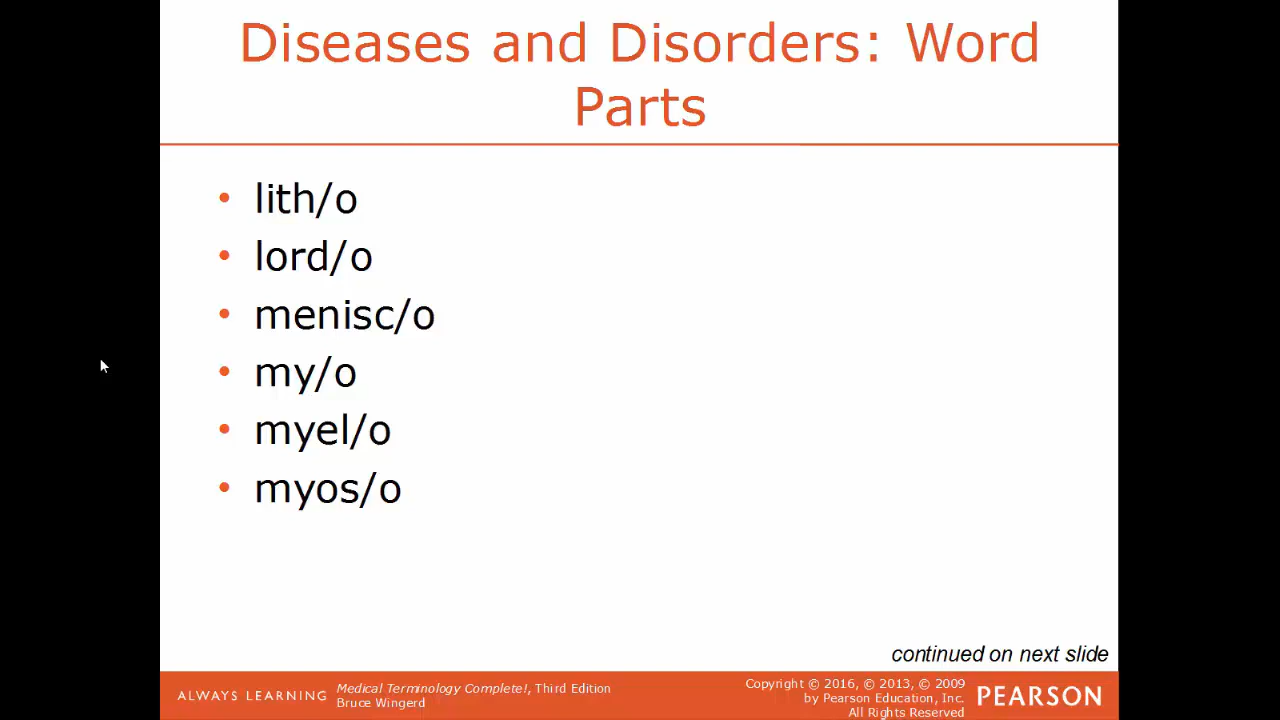 Diseases and Disorders: Word
Parts
• lith/o
• lord/o
• menisc/o
• my/o
• myel/o
• myos/o
continued on next slide
ALWAYS LEARNING
Medical Terminology Complete!, Third Edition
Bruce Wingerd
Copyright © 2016, © 2013, © 2009
by Pearson Education, Inc.
All Rights Reserved
PEARSON